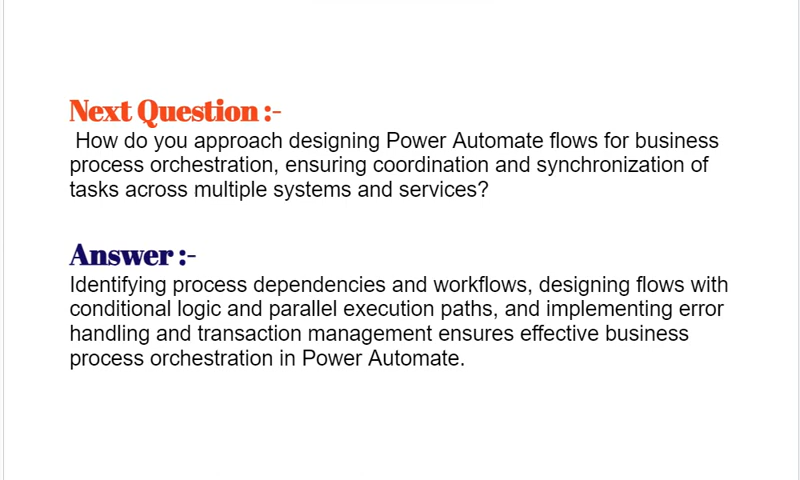 Next Question :-
How do you approach designing Power Automate flows for business
process orchestration, ensuring coordination and synchronization of
tasks across multiple systems and services?
Answer :-
Identifying process dependencies and workflows, designing flows with
conditional logic and parallel execution paths, and implementing error
handling and transaction management ensures effective business
process orchestration in Power Automate.